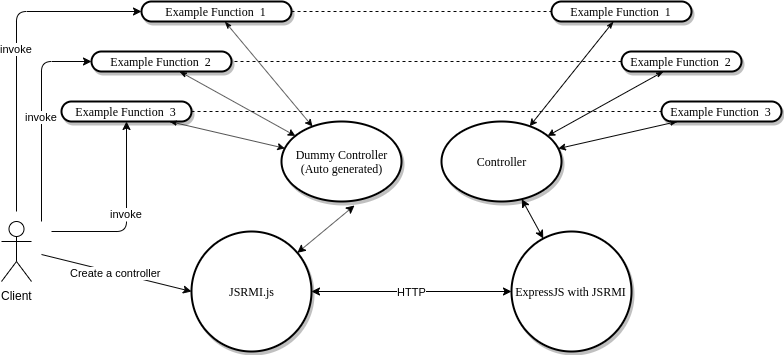 Example Function 1
Example Function 1
invoke
Example Function 2
Example Function 2
invoke
Example Function 3
Example Function 3
Dummy Controller
(Auto generated)
Controller
invoke
Create a controller
Client
JSRMI.js
HTTP
ExpressJS with JSRMI